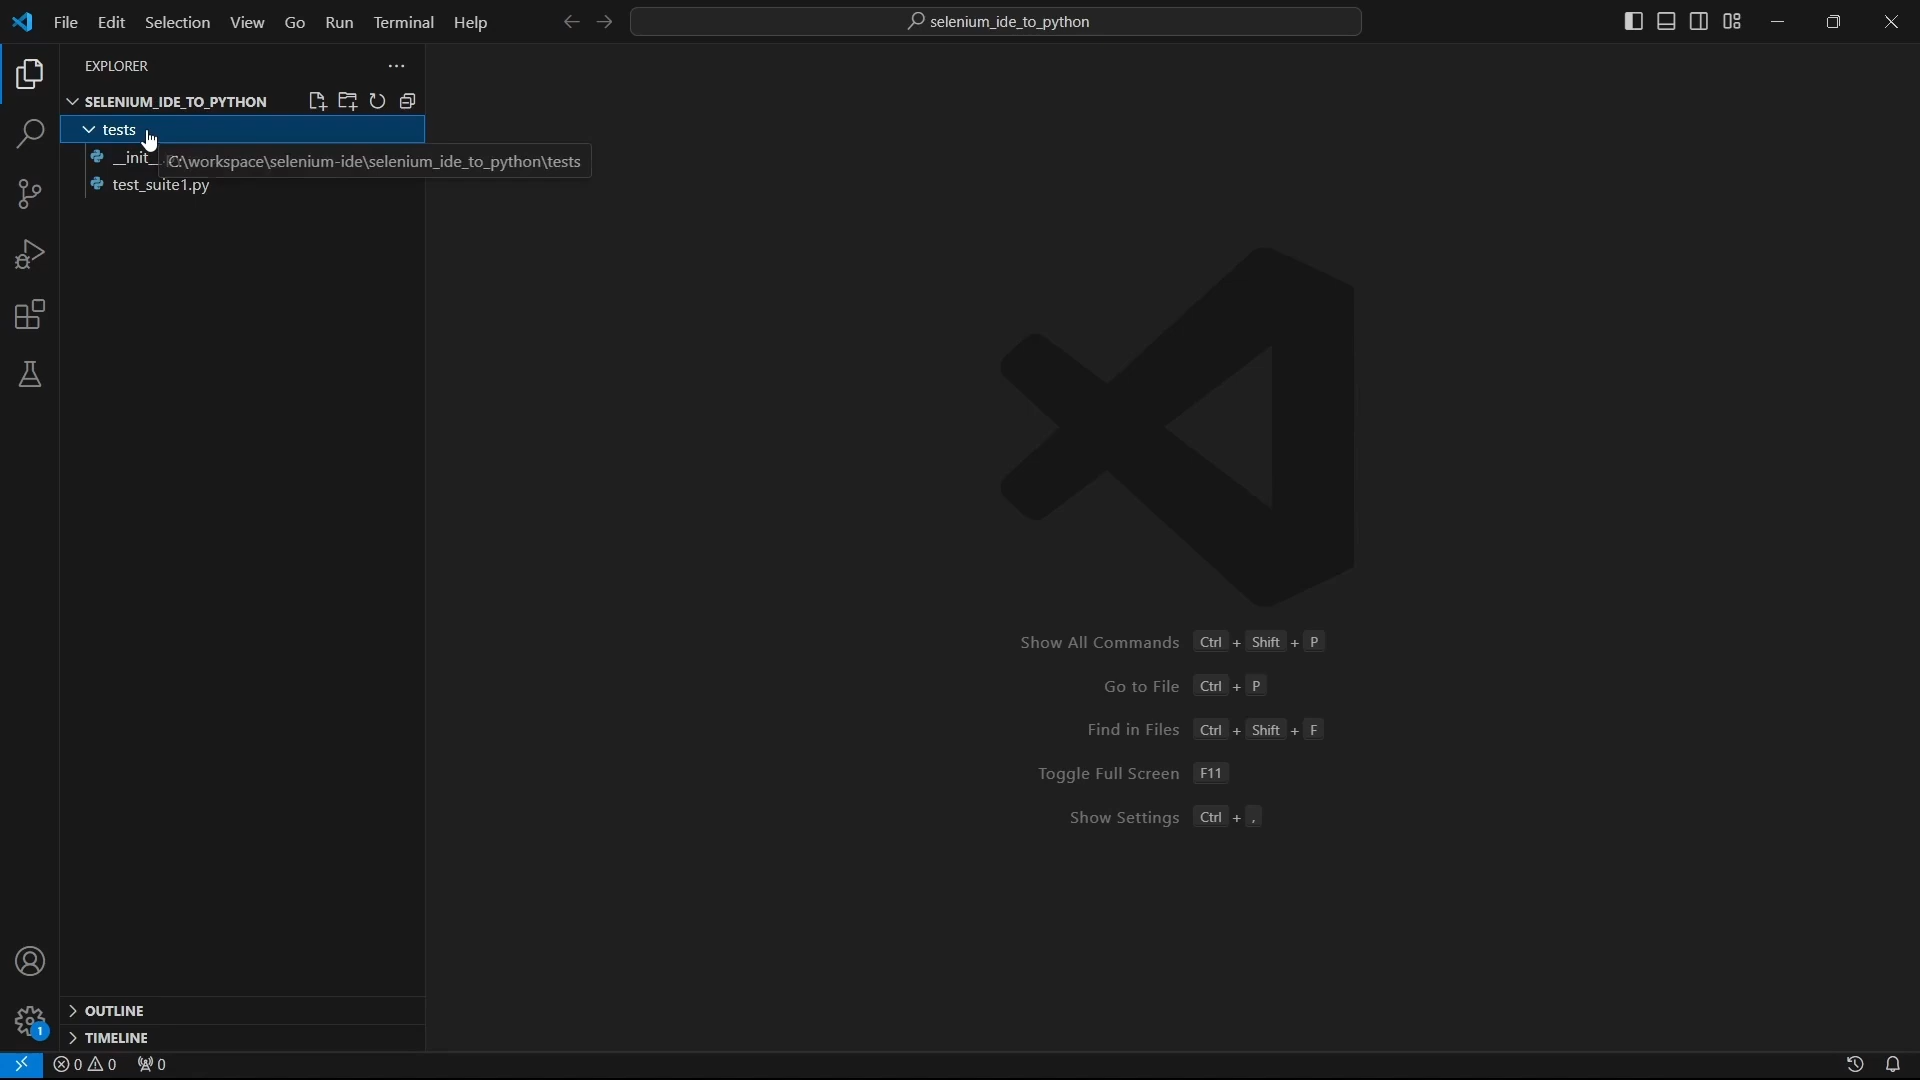 File Edit Selection View Go Run Terminal Help
selenium_ide_to_python
EXPLORER
SELENIUM_IDE_TO_PYTHON
tests
__init__
C:\workspace\selenium-ide\selenium_ide_to_python\tests
test_suite1.py
Show All Commands Ctrl + Shift + P
Go to File Ctrl + P
Find in Files Ctrl + Shift + F
Toggle Full Screen F11
Show Settings Ctrl + ,
OUTLINE
1
TIMELINE
0 0 0